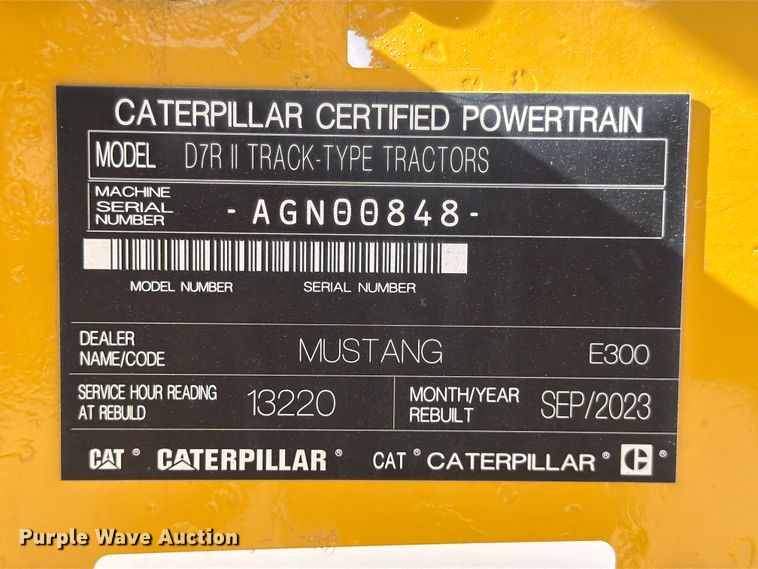 CATERPILLAR CERTIFIED POWERTRAIN
MODEL D7R II TRACK-TYPE TRACTORS
MACHINE
SERIAL
NUMBER
- AGN00848-
MODEL NUMBER SERIAL NUMBER
DEALER
NAME/CODE
MUSTANG E300
SERVICE HOUR READING
AT REBUILD
13220
MONTH/YEAR
REBUILT
SEP/2023
CAT® CATERPILLAR® CAT® CATERPILLAR® C®
Purple Wave Auction